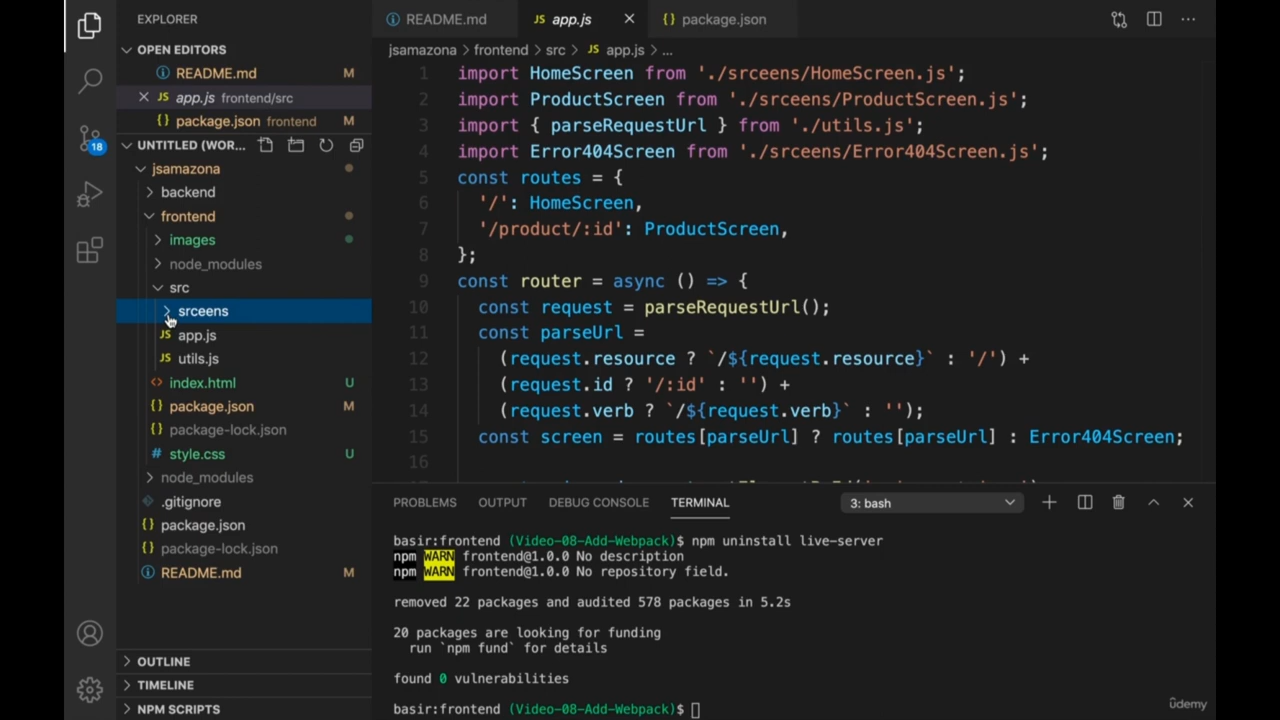 EXPLORER
OPEN EDITORS
README.md M
app.js frontend/src
package.json frontend M
UNTITLED (WOR...
jsamazona
backend
frontend
images
node_modules
src
srceens
JS app.js
JS utils.js
<> index.html U
{} package.json M
{} package-lock.json
# style.css U
node_modules
.gitignore
{} package.json
{} package-lock.json
README.md M
OUTLINE
TIMELINE
NPM SCRIPTS
18
README.md
JS app.js
{} package.json
jsamazona > frontend > src > JS app.js > ...
1 import HomeScreen from './srceens/HomeScreen.js';
2 import ProductScreen from './srceens/ProductScreen.js';
3 import { parseRequestUrl } from './utils.js';
4 import Error404Screen from './srceens/Error404Screen.js';
5 const routes = {
6 '/': HomeScreen,
7 '/product/:id': ProductScreen,
8 };
9 const router = async () => {
10 const request = parseRequestUrl();
11 const parseUrl =
12 (request.resource ? `/${request.resource}` : '/') +
13 (request.id ? '/:id' : '') +
14 (request.verb ? `/${request.verb}` : '');
15 const screen = routes[parseUrl] ? routes[parseUrl] : Error404Screen;
16
PROBLEMS OUTPUT DEBUG CONSOLE TERMINAL 3: bash
basir:frontend (Video-08-Add-Webpack)$ npm uninstall live-server
npm WARN frontend@1.0.0 No description
npm WARN frontend@1.0.0 No repository field.
removed 22 packages and audited 578 packages in 5.2s
20 packages are looking for funding
run `npm fund` for details
found 0 vulnerabilities
basir:frontend (Video-08-Add-Webpack)$
ûdemy